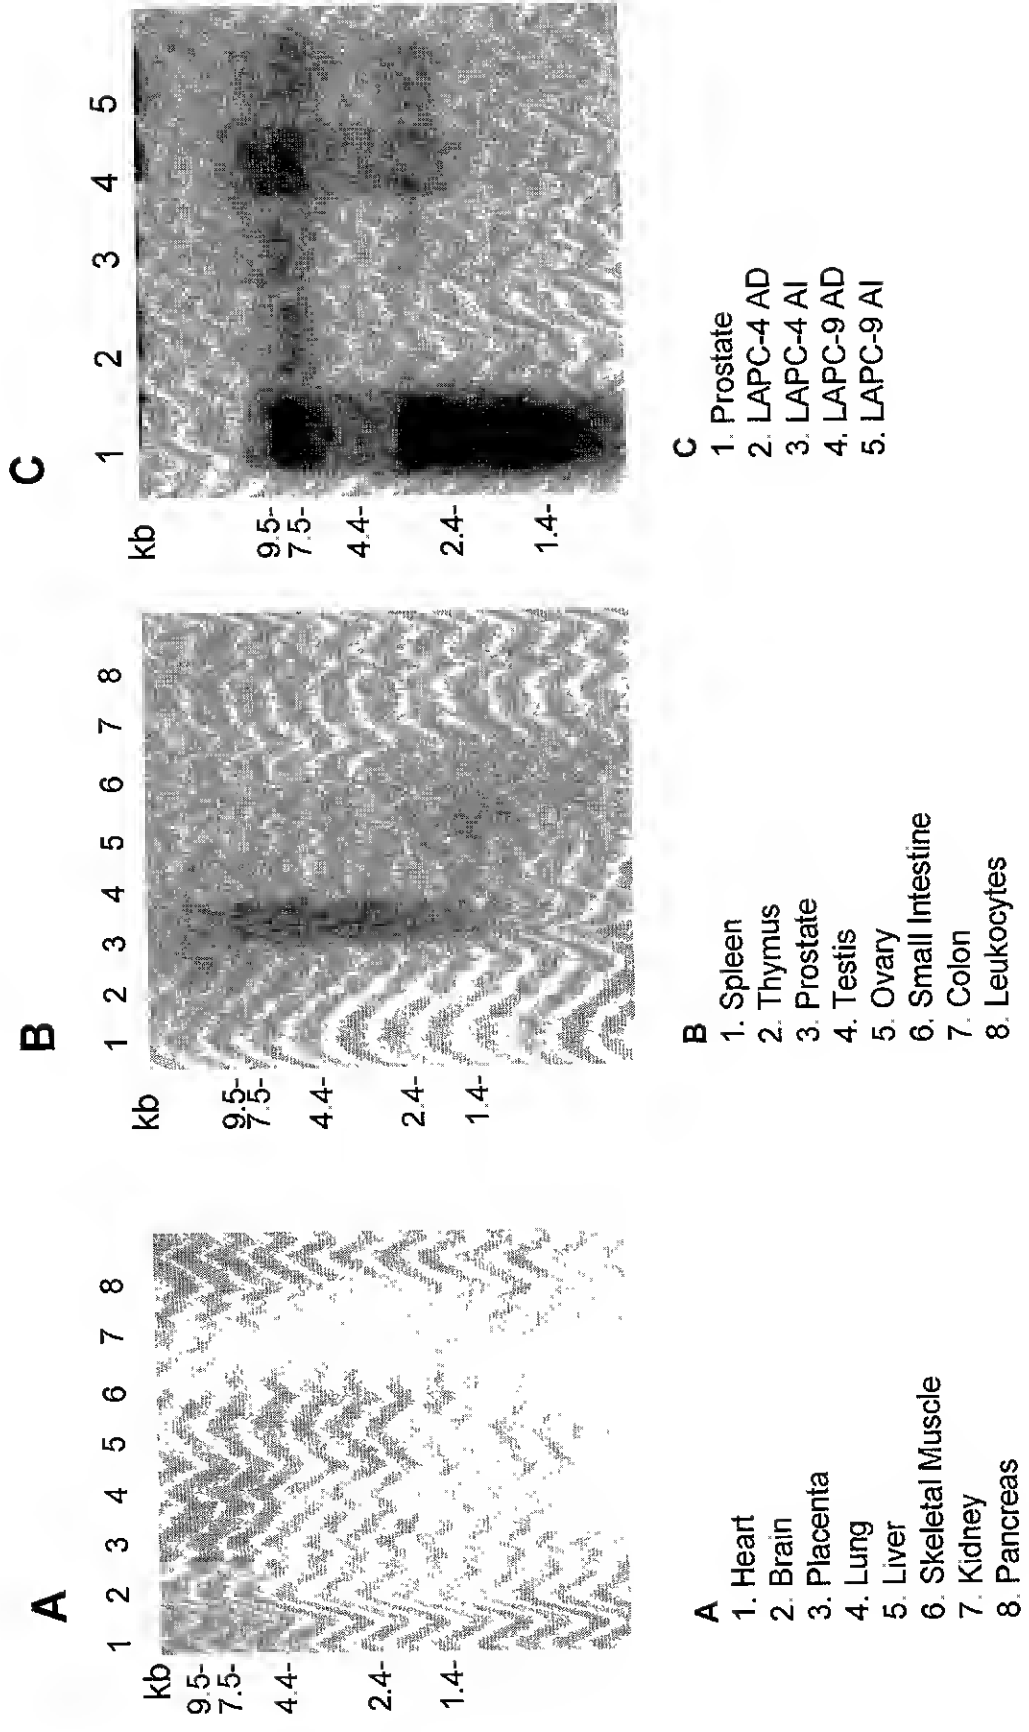 A
1 2 3 4 5 6 7 8
kb
9.5-
7.5-
4.4-
2.4-
1.4-
A
1. Heart
2. Brain
3. Placenta
4. Lung
5. Liver
6. Skeletal Muscle
7. Kidney
8. Pancreas
B
1 2 3 4 5 6 7 8
kb
9.5-
7.5-
4.4-
2.4-
1.4-
B
1. Spleen
2. Thymus
3. Prostate
4. Testis
5. Ovary
6. Small Intestine
7. Colon
8. Leukocytes
C
1 2 3 4 5
kb
9.5-
7.5-
4.4-
2.4-
1.4-
C
1. Prostate
2. LAPC-4 AD
3. LAPC-4 AI
4. LAPC-9 AD
5. LAPC-9 AI